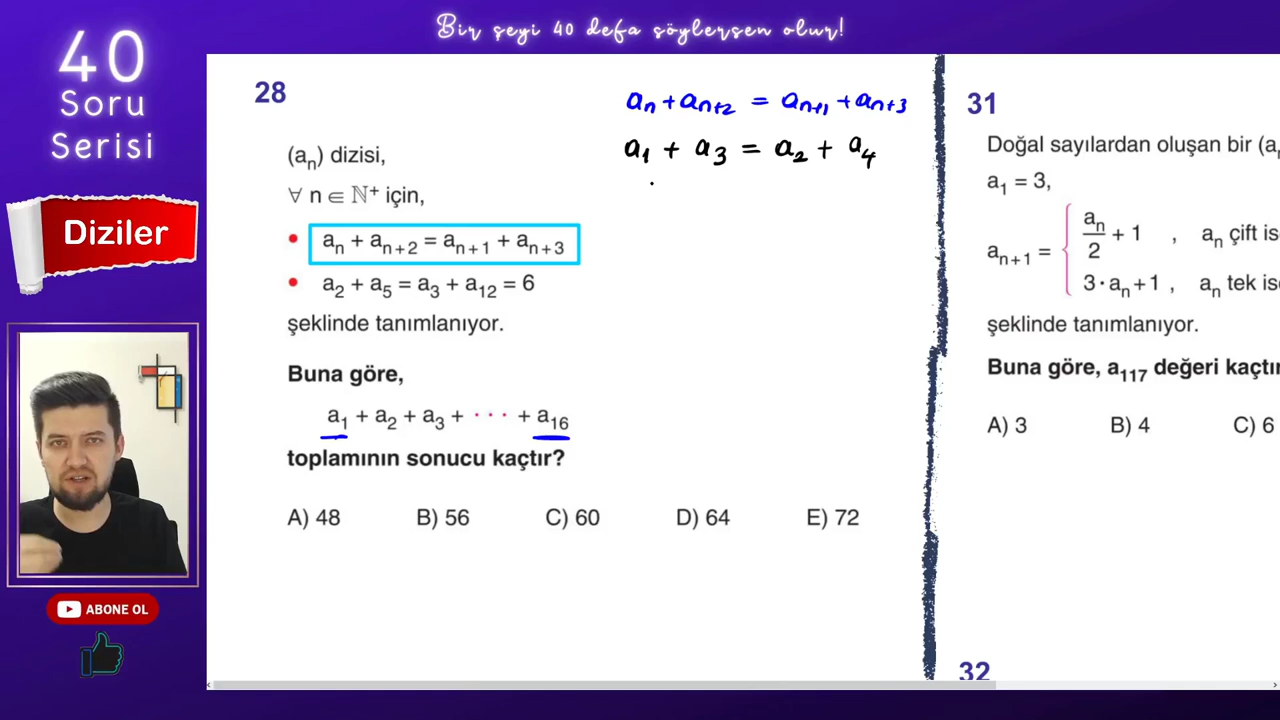 Bir şeyi 40 defa söylersen olur!
40
Soru
Serisi
Diziler
ABONE OL
28
(aₙ) dizisi,
∀ n ∈ ℕ⁺ için,
• aₙ + aₙ₊₂ = aₙ₊₁ + aₙ₊₃
• a₂ + a₅ = a₃ + a₁₂ = 6
şeklinde tanımlanıyor.
Buna göre,
a₁ + a₂ + a₃ + ··· + a₁₆
toplamının sonucu kaçtır?
A) 48 B) 56 C) 60 D) 64 E) 72
aₙ + aₙ₊₂ = aₙ₊₁ + aₙ₊₃
a₁ + a₃ = a₂ + a₄
31
Doğal sayılardan oluşan bir (a
a₁ = 3,
aₙ₊₁ = { aₙ/2 + 1 , aₙ çift is
3·aₙ+1 , aₙ tek ise
şeklinde tanımlanıyor.
Buna göre, a₁₁₇ değeri kaçtı
A) 3 B) 4 C) 6
32